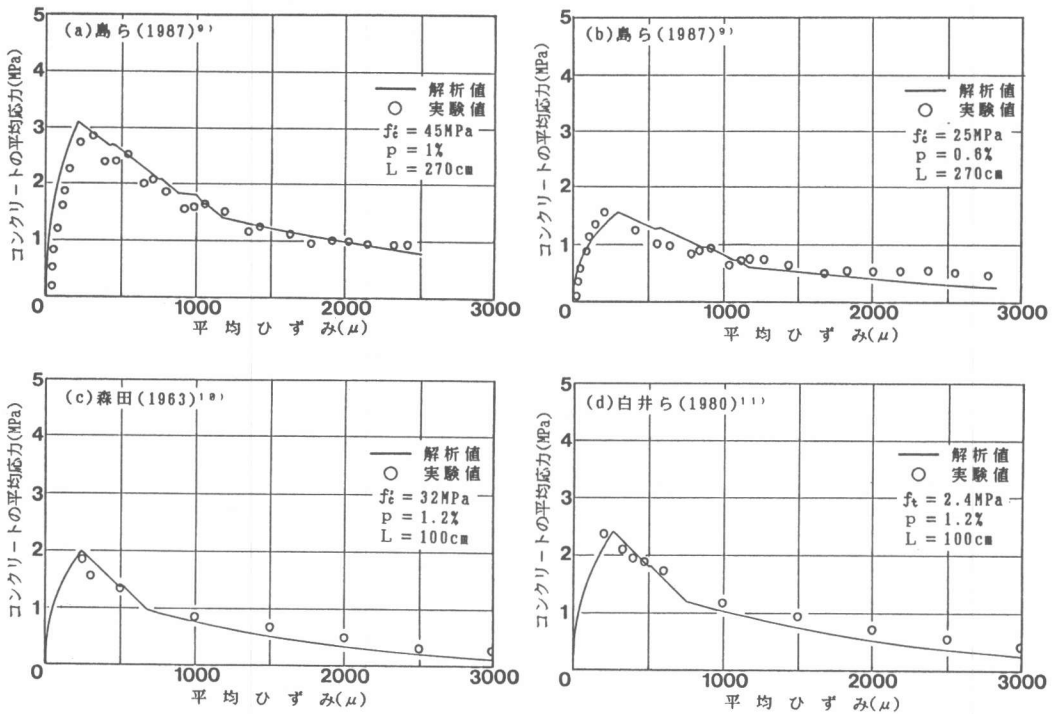 (a)島ら(1987)⁹⁾
コンクリートの平均応力(MPa)
5
4
3
2
1
0
1000
2000
3000
平均ひずみ(μ)
解析値
実験値
f'c = 45MPa
p = 1%
L = 270cm
(b)島ら(1987)⁹⁾
コンクリートの平均応力(MPa)
5
4
3
2
1
0
1000
2000
3000
平均ひずみ(μ)
解析値
実験値
f'c = 25MPa
p = 0.6%
L = 270cm
(c)森田(1963)¹⁰⁾
コンクリートの平均応力(MPa)
5
4
3
2
1
0
1000
2000
3000
平均ひずみ(μ)
解析値
実験値
f'c = 32MPa
p = 1.2%
L = 100cm
(d)白井ら(1980)¹¹⁾
コンクリートの平均応力(MPa)
5
4
3
2
1
0
1000
2000
3000
平均ひずみ(μ)
解析値
実験値
ft = 2.4MPa
p = 1.2%
L = 100cm